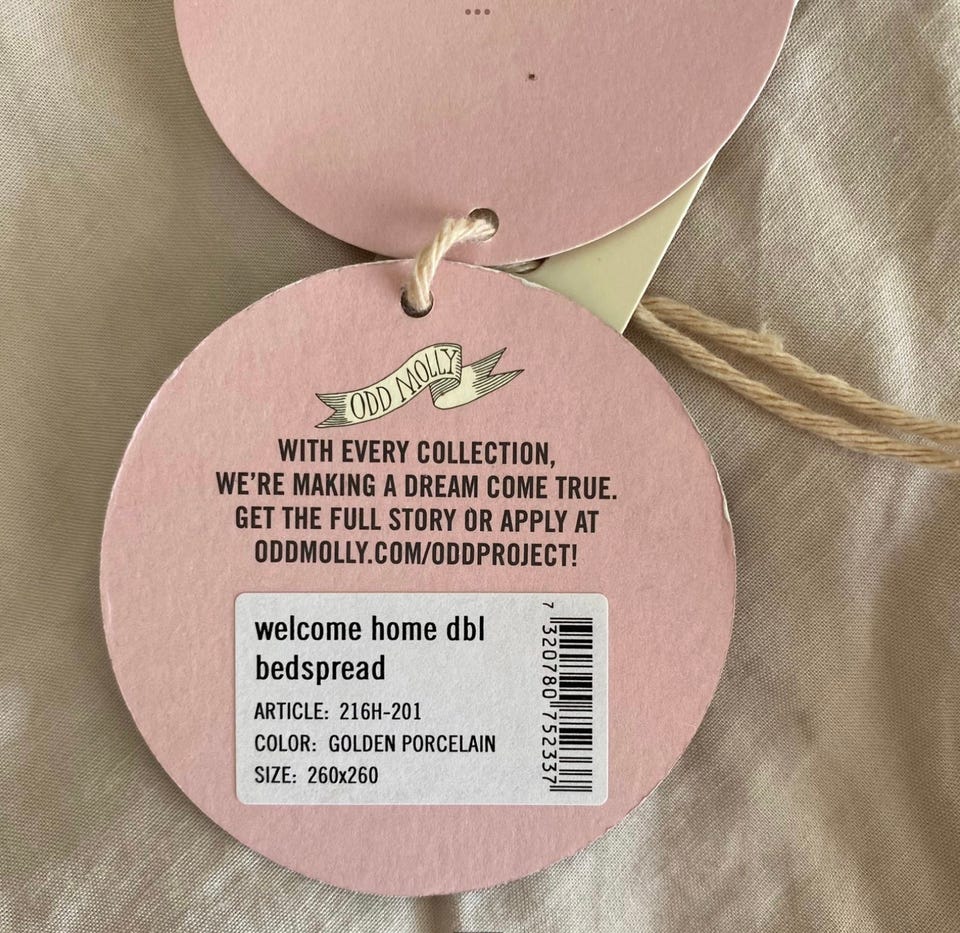 ODD MOLLY
WITH EVERY COLLECTION,
WE'RE MAKING A DREAM COME TRUE.
GET THE FULL STORY OR APPLY AT
ODDMOLLY.COM/ODDPROJECT!
welcome home dbl
bedspread
ARTICLE: 216H-201
COLOR: GOLDEN PORCELAIN
SIZE: 260x260
7 320780 752337